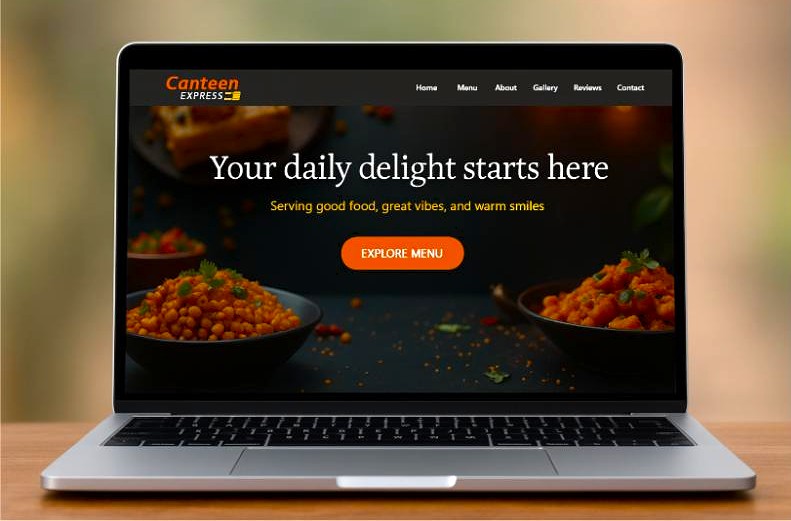 Canteen
EXPRESS
Home Menu About Gallery Reviews Contact
Your daily delight starts here
Serving good food, great vibes, and warm smiles
EXPLORE MENU